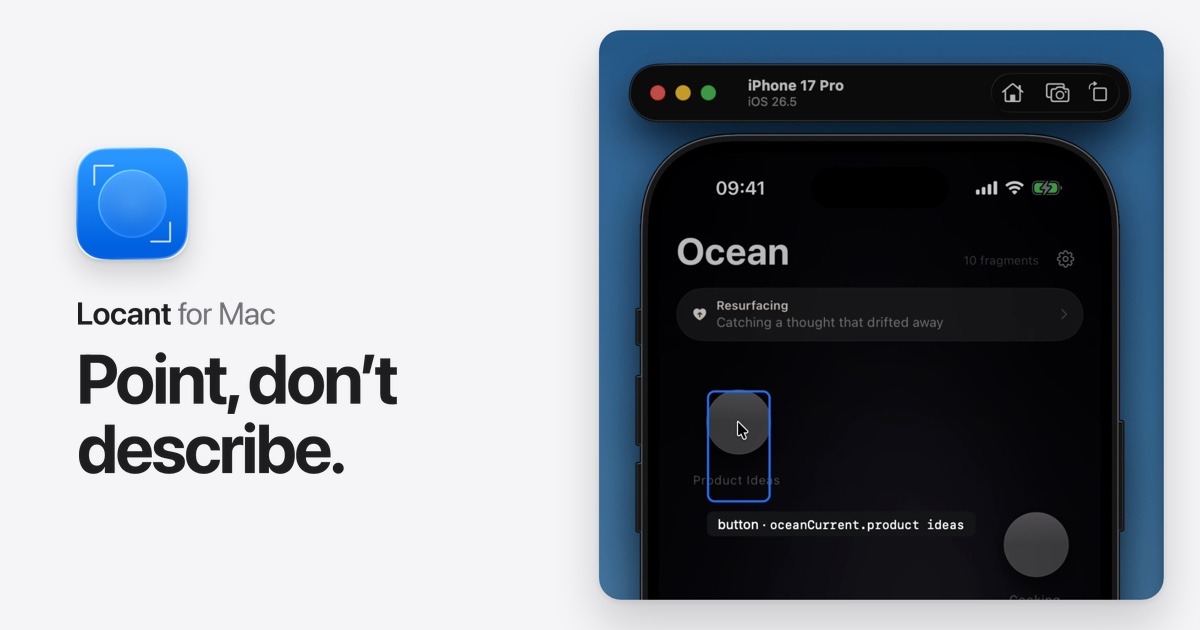 Locant for Mac
Point, don’t
describe.
iPhone 17 Pro
iOS 26.5
09:41
Ocean
10 fragments
Resurfacing
Catching a thought that drifted away
Product Ideas
button · oceanCurrent.product ideas
Cooking